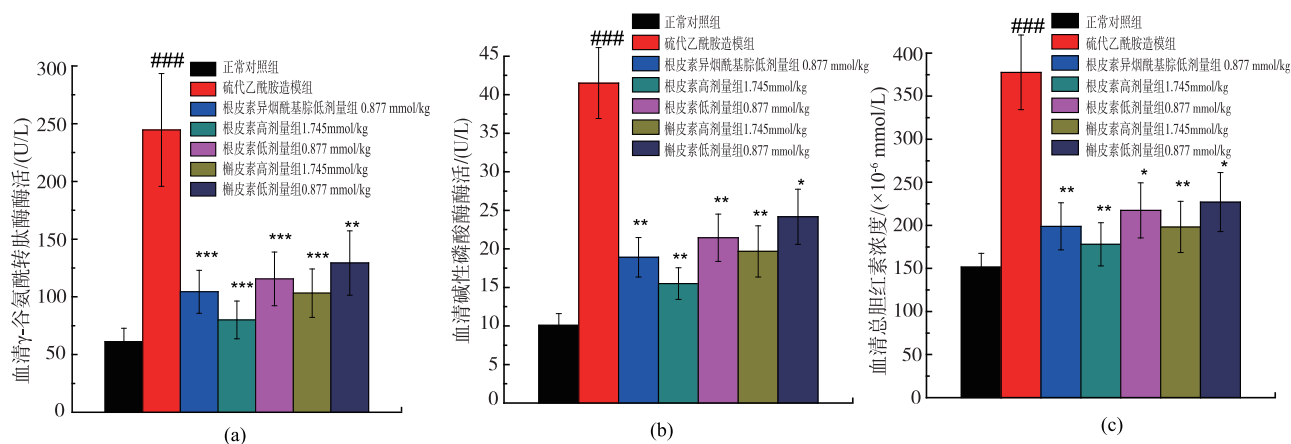 血清γ-谷氨酰转肽酶酶活/(U/L)
300
250
200
150
100
50
0
###
***
***
***
***
**
正常对照组
硫代乙酰胺造模组
根皮素异烟酰基腙低剂量组 0.877 mmol/kg
根皮素高剂量组1.745mmol/kg
根皮素低剂量组0.877 mmol/kg
槲皮素高剂量组1.745mmol/kg
槲皮素低剂量组0.877 mmol/kg
(a)
血清碱性磷酸酶酶活/(U/L)
45
40
35
30
25
20
15
10
5
0
###
**
**
**
**
*
正常对照组
硫代乙酰胺造模组
根皮素异烟酰基腙低剂量组 0.877 mmol/kg
根皮素高剂量组1.745mmol/kg
根皮素低剂量组0.877 mmol/kg
槲皮素高剂量组1.745mmol/kg
槲皮素低剂量组0.877 mmol/kg
(b)
血清总胆红素浓度/(×10⁻⁶ mmol/L)
400
350
300
250
200
150
100
50
0
###
**
**
*
**
*
正常对照组
硫代乙酰胺造模组
根皮素异烟酰基腙低剂量组 0.877 mmol/kg
根皮素高剂量组1.745mmol/kg
根皮素低剂量组0.877 mmol/kg
槲皮素高剂量组1.745mmol/kg
槲皮素低剂量组0.877 mmol/kg
(c)